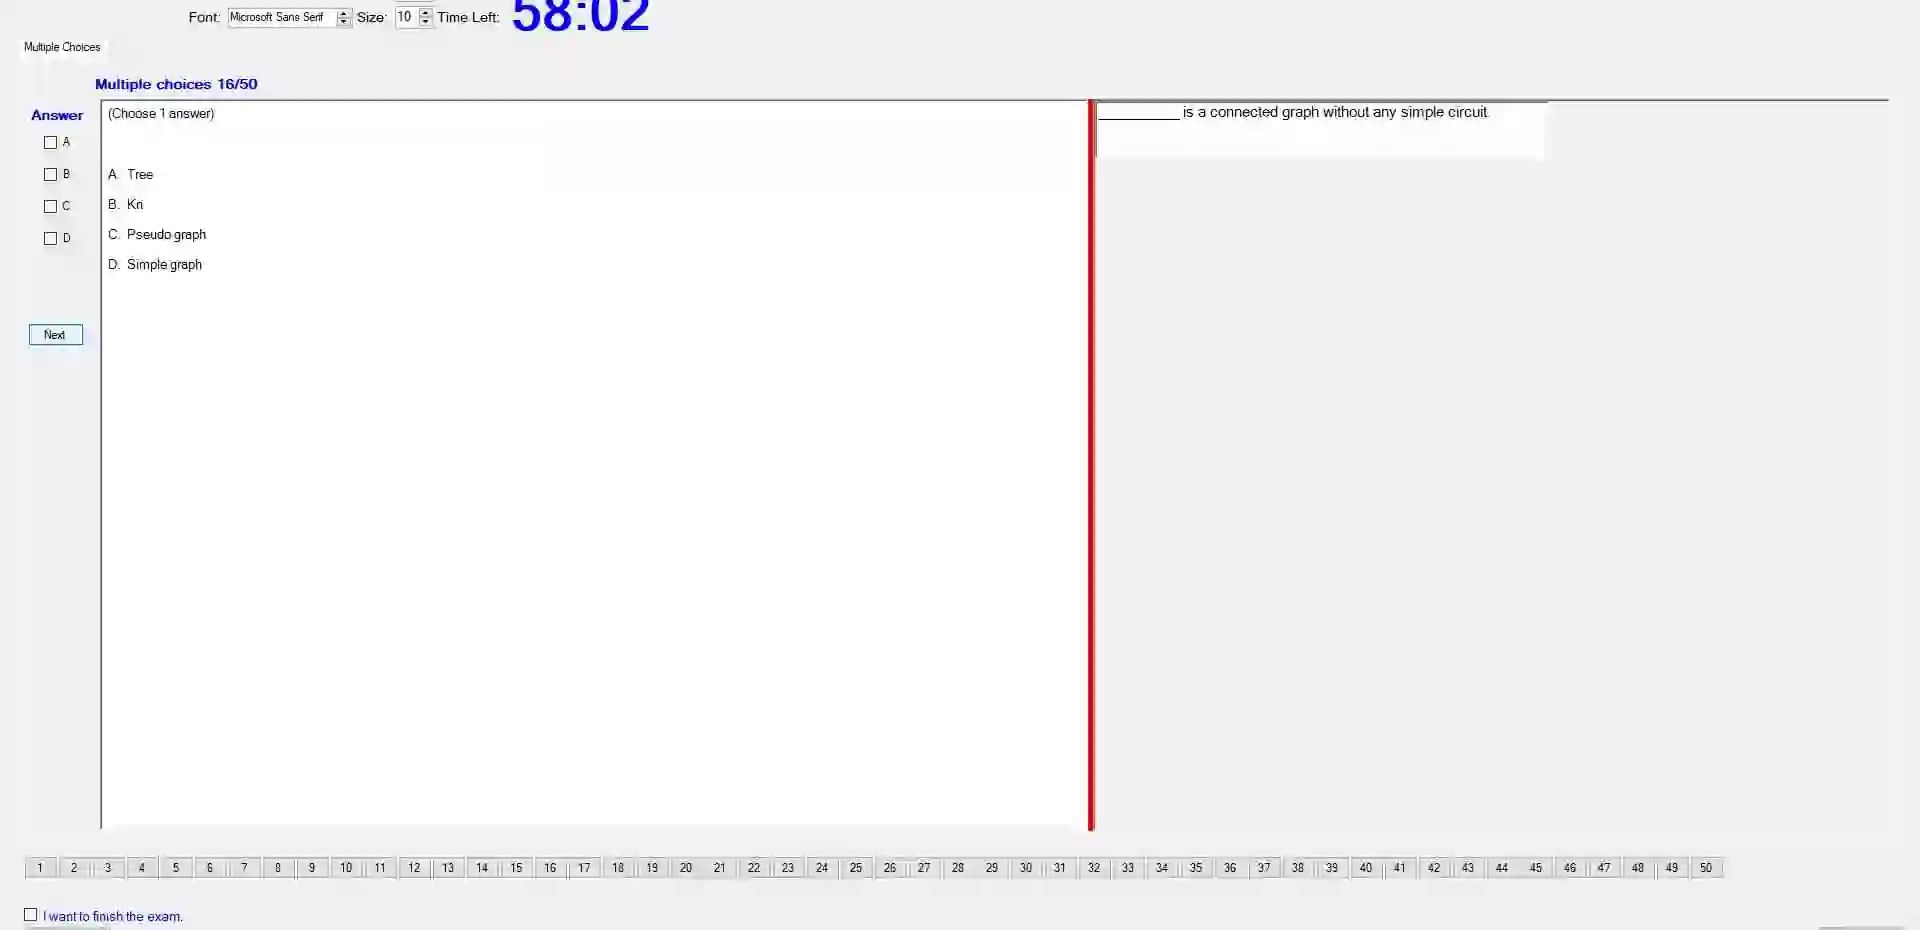 Font: Microsoft Sans Serif Size: 10 Time Left: 58:02
Multiple Choices
Multiple choices 16/50
Answer
A
B
C
D
Next
(Choose 1 answer)
A. Tree
B. Kn
C. Pseudo graph
D. Simple graph
__________ is a connected graph without any simple circuit
1 2 3 4 5 6 7 8 9 10 11 12 13 14 15 16 17 18 19 20 21 22 23 24 25 26 27 28 29 30 31 32 33 34 35 36 37 38 39 40 41 42 43 44 45 46 47 48 49 50
I want to finish the exam.